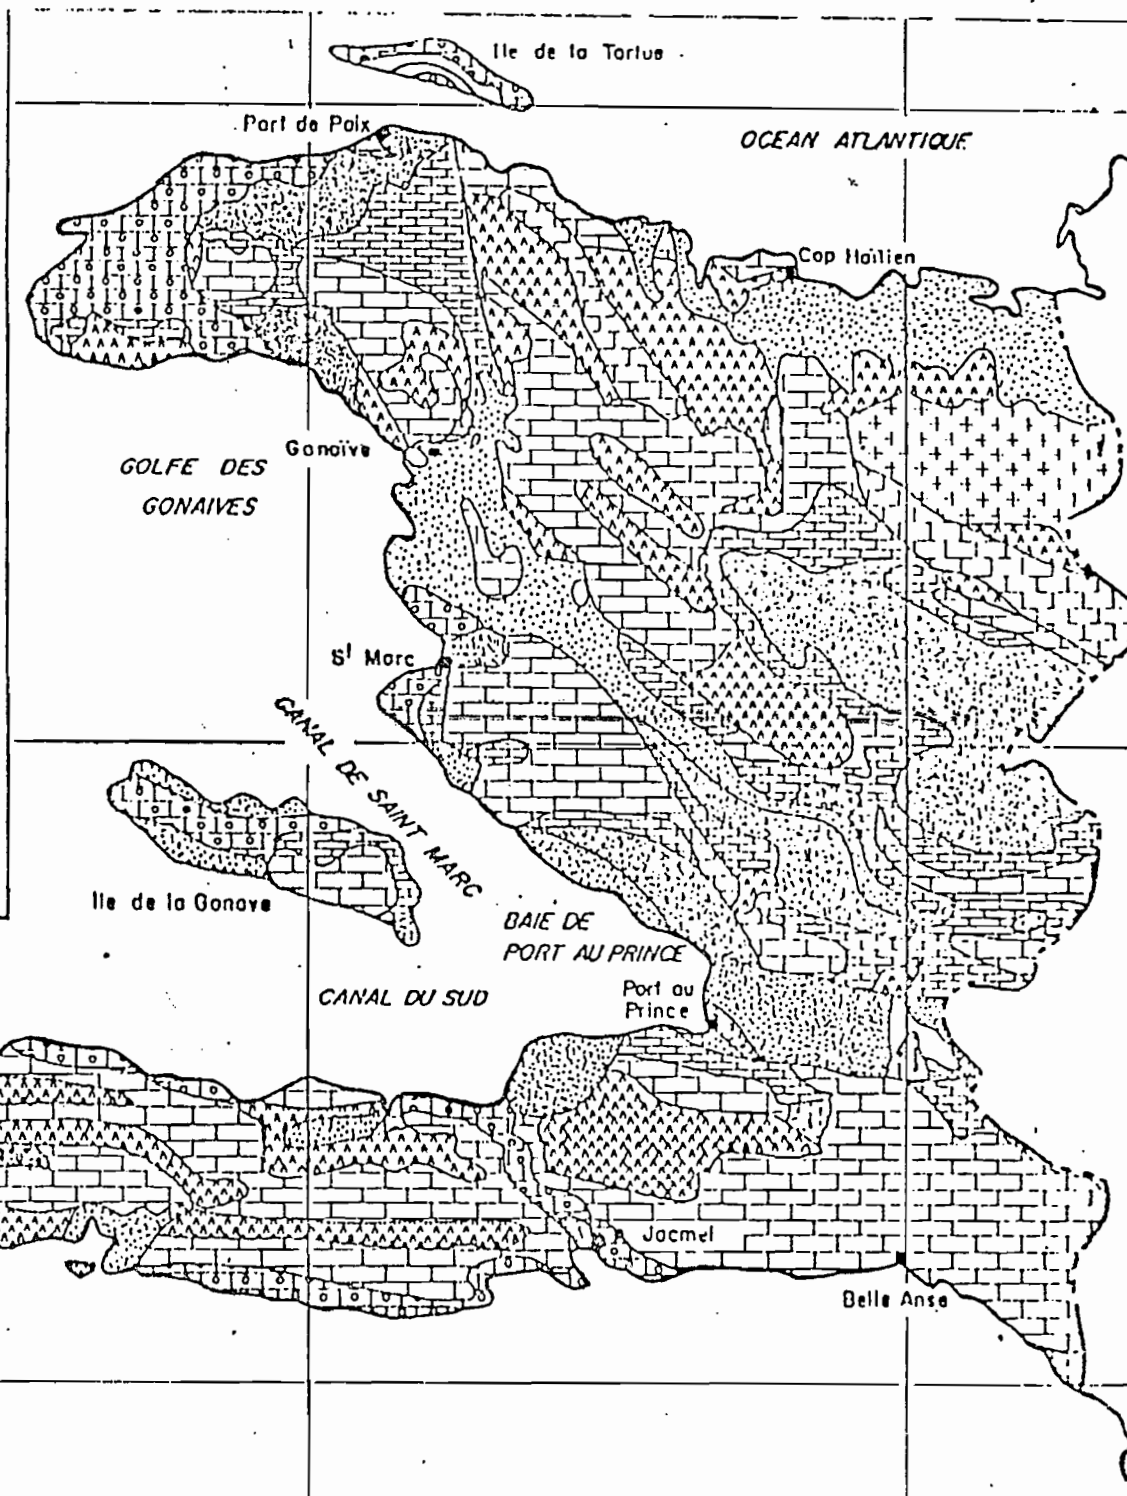 Ile de la Tortue
Port de Paix
OCEAN ATLANTIQUE
Cap Haïtien
Gonaïve
GOLFE DES
GONAIVES
St Marc
CANAL DE SAINT MARC
Ile de la Gonave
BAIE DE
PORT AU PRINCE
CANAL DU SUD
Port au
Prince
Jacmel
Belle Anse